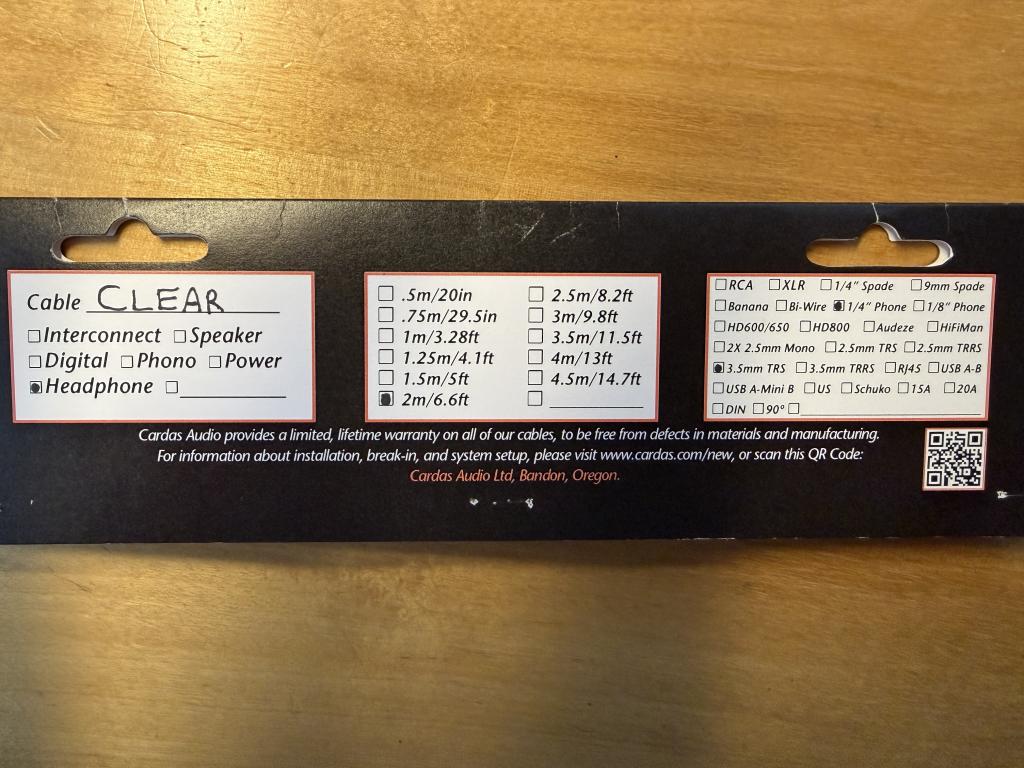 Cable CLEAR
☐Interconnect ☐Speaker
☐Digital ☐Phono ☐Power
☒Headphone ☐
☐ .5m/20in ☐ 2.5m/8.2ft
☐ .75m/29.5in ☐ 3m/9.8ft
☐ 1m/3.28ft ☐ 3.5m/11.5ft
☐ 1.25m/4.1ft ☐ 4m/13ft
☐ 1.5m/5ft ☐ 4.5m/14.7ft
☒ 2m/6.6ft ☐
☐RCA ☐XLR ☐1/4” Spade ☐9mm Spade
☐Banana ☐Bi-Wire ☒1/4” Phone ☐1/8” Phone
☐HD600/650 ☐HD800 ☐Audeze ☐HiFiMan
☐2X 2.5mm Mono ☐2.5mm TRS ☐2.5mm TRRS
☒3.5mm TRS ☐3.5mm TRRS ☐RJ45 ☐USB A-B
☐USB A-Mini B ☐US ☐Schuko ☐15A ☐20A
☐DIN ☐90° ☐
Cardas Audio provides a limited, lifetime warranty on all of our cables, to be free from defects in materials and manufacturing.
For information about installation, break-in, and system setup, please visit www.cardas.com/new, or scan this QR Code:
Cardas Audio Ltd, Bandon, Oregon.